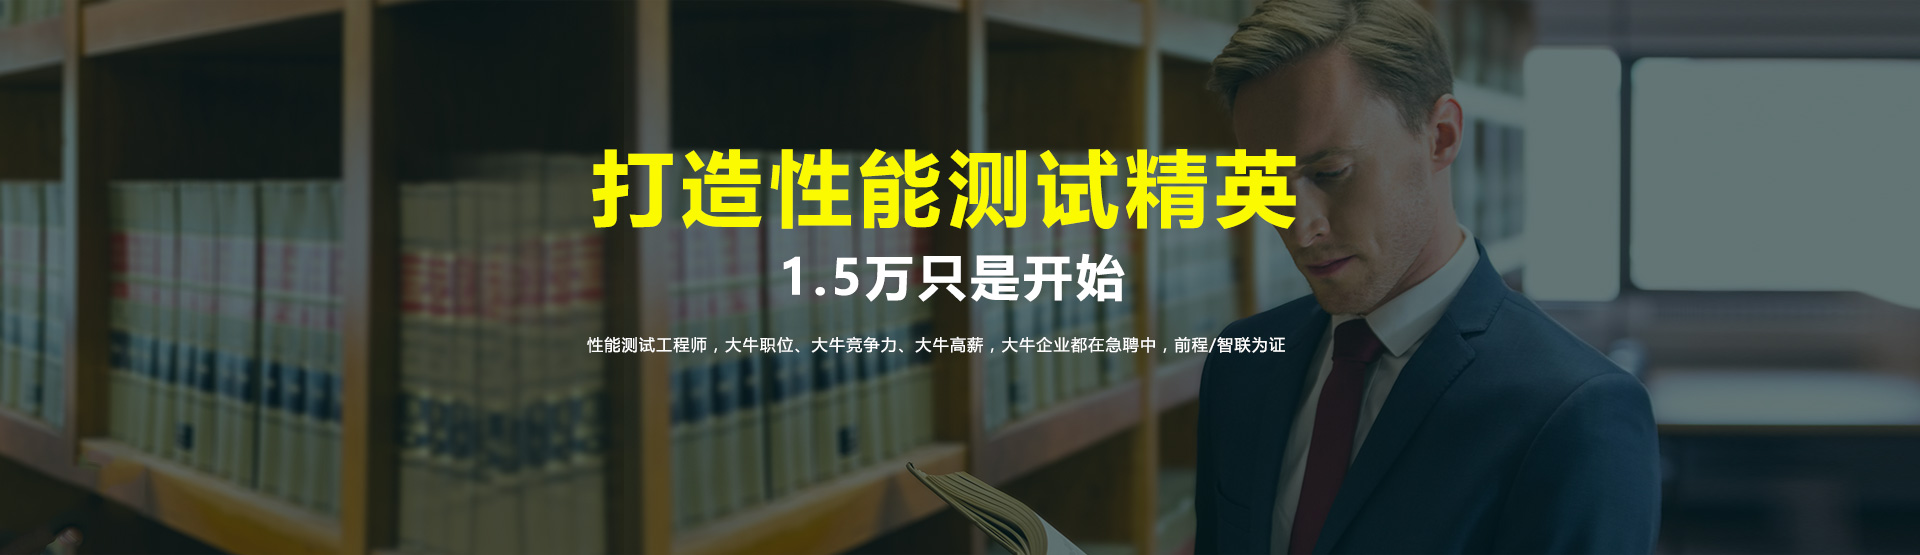 打造性能测试精英
1.5万只是开始
性能测试工程师，大牛职位、大牛竞争力、大牛高薪，大牛企业都在急聘中，前程/智联为证